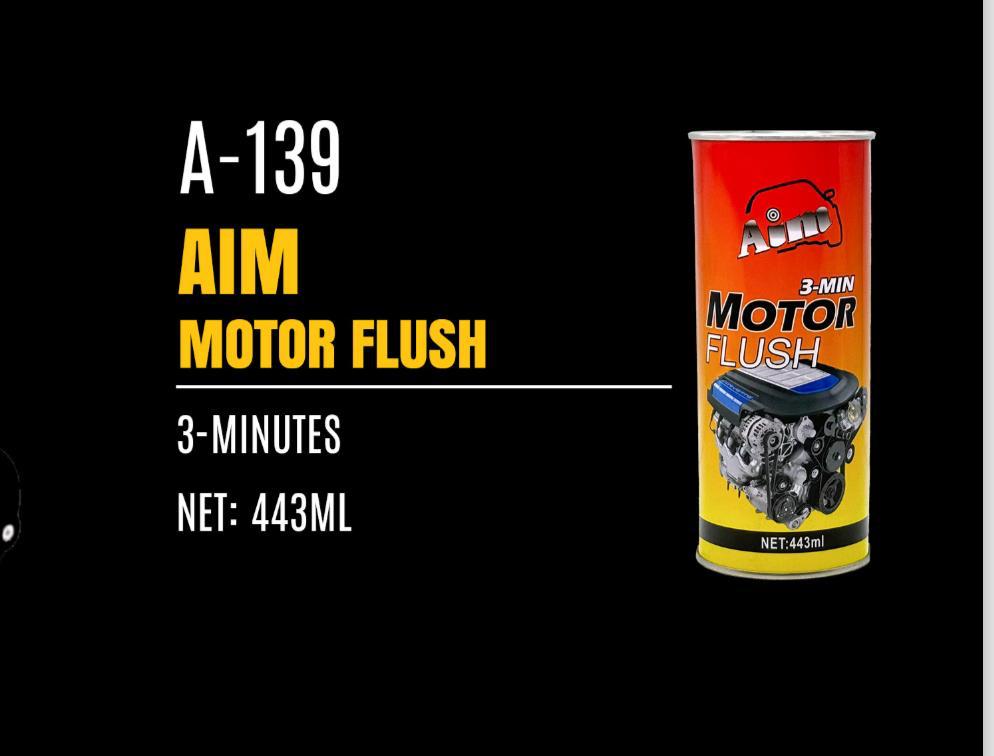 A-139
AIM
MOTOR FLUSH
3-MINUTES
NET: 443ML
Aim
3-MIN
MOTOR
FLUSH
NET:443ml